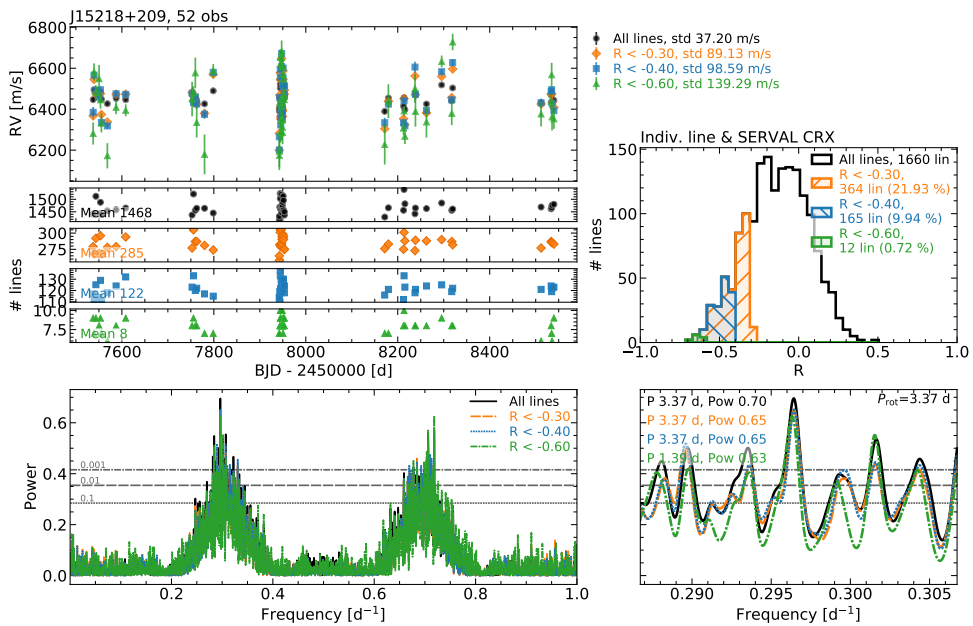 J15218+209, 52 obs
6800
6600
6400
6200
RV [m/s]
All lines, std 37.20 m/s
R < -0.30, std 89.13 m/s
R < -0.40, std 98.59 m/s
R < -0.60, std 139.29 m/s
1500
1450
Mean 1468
300
275
Mean 285
130
120
110
Mean 122
10.0
7.5
Mean 8
# lines
7600
7800
8000
8200
8400
BJD - 2450000 [d]
Indiv. line & SERVAL CRX
150
100
50
0
# lines
All lines, 1660 lin
R < -0.30,
364 lin (21.93 %)
R < -0.40,
165 lin (9.94 %)
R < -0.60,
12 lin (0.72 %)
−1.0
−0.5
0.0
0.5
1.0
R
0.6
0.4
0.2
0.0
Power
0.001
0.01
0.1
All lines
R < -0.30
R < -0.40
R < -0.60
0.2
0.4
0.6
0.8
1.0
Frequency [d⁻¹]
P 3.37 d, Pow 0.70
P 3.37 d, Pow 0.65
P 3.37 d, Pow 0.65
P 1.39 d, Pow 0.63
Prot=3.37 d
0.290
0.295
0.300
0.305
Frequency [d⁻¹]